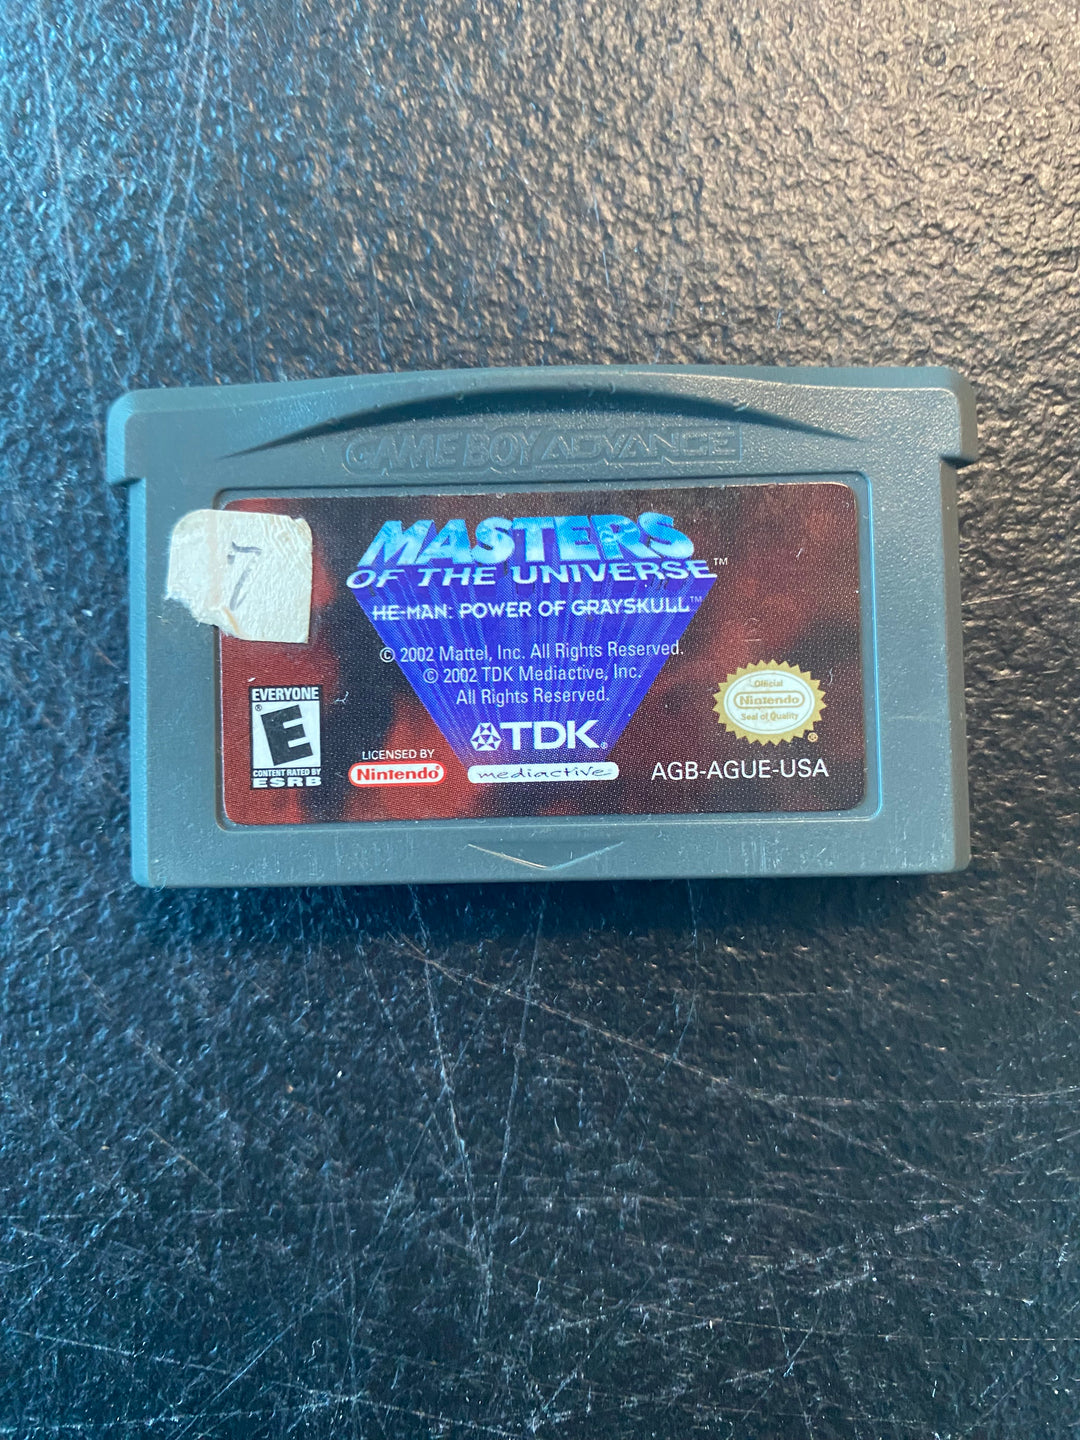 GAME BOY ADVANCE
7
MASTERS
OF THE UNIVERSE™
HE-MAN: POWER OF GRAYSKULL™
© 2002 Mattel, Inc. All Rights Reserved.
© 2002 TDK Mediactive, Inc.
All Rights Reserved.
EVERYONE
E®
CONTENT RATED BY
ESRB
LICENSED BY
Nintendo®
TDK®
mediactive
Official
Nintendo
Seal of Quality
®
AGB-AGUE-USA